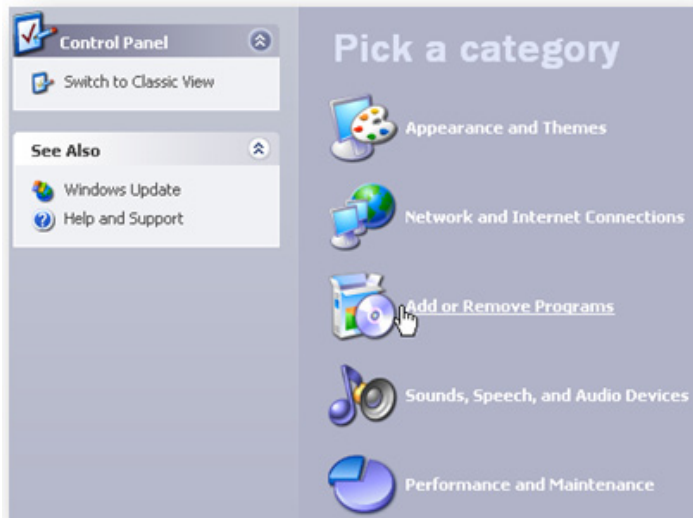 Control Panel
Switch to Classic View
See Also
Windows Update
Help and Support
Pick a category
Appearance and Themes
Network and Internet Connections
Add or Remove Programs
Sounds, Speech, and Audio Devices
Performance and Maintenance